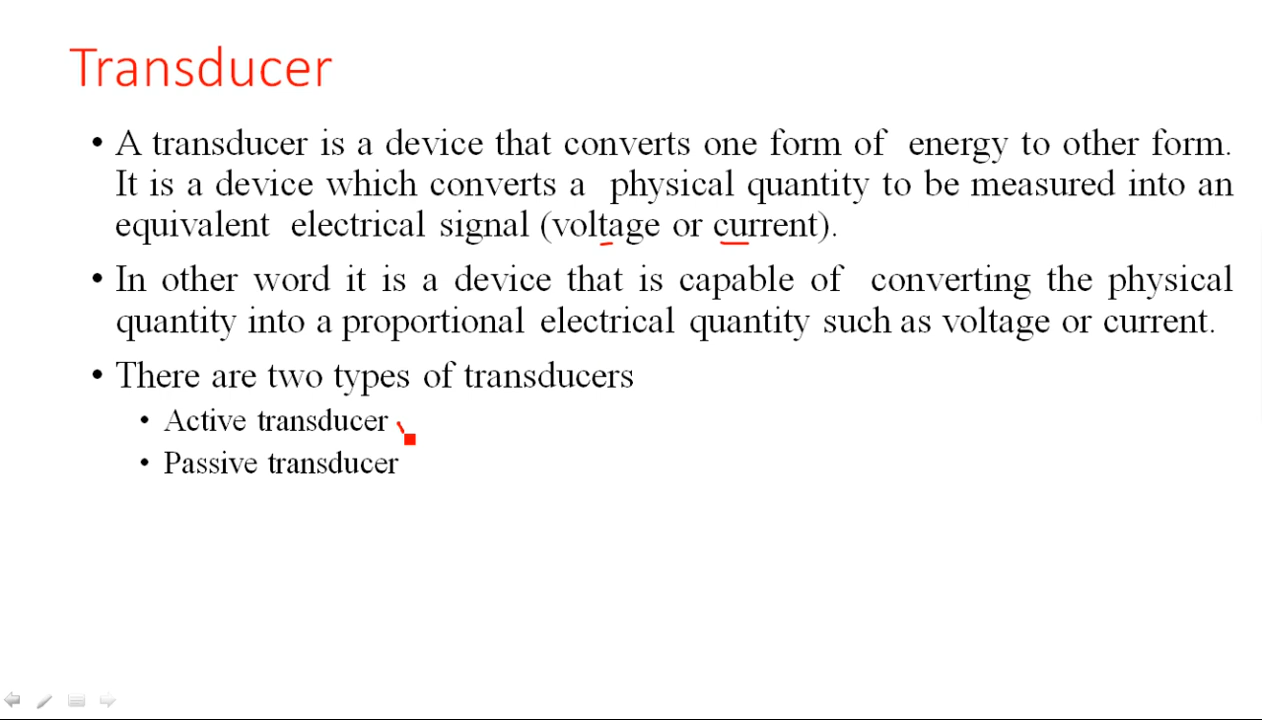 Transducer
• A transducer is a device that converts one form of energy to other form.
It is a device which converts a physical quantity to be measured into an
equivalent electrical signal (voltage or current).
• In other word it is a device that is capable of converting the physical
quantity into a proportional electrical quantity such as voltage or current.
• There are two types of transducers
• Active transducer
• Passive transducer